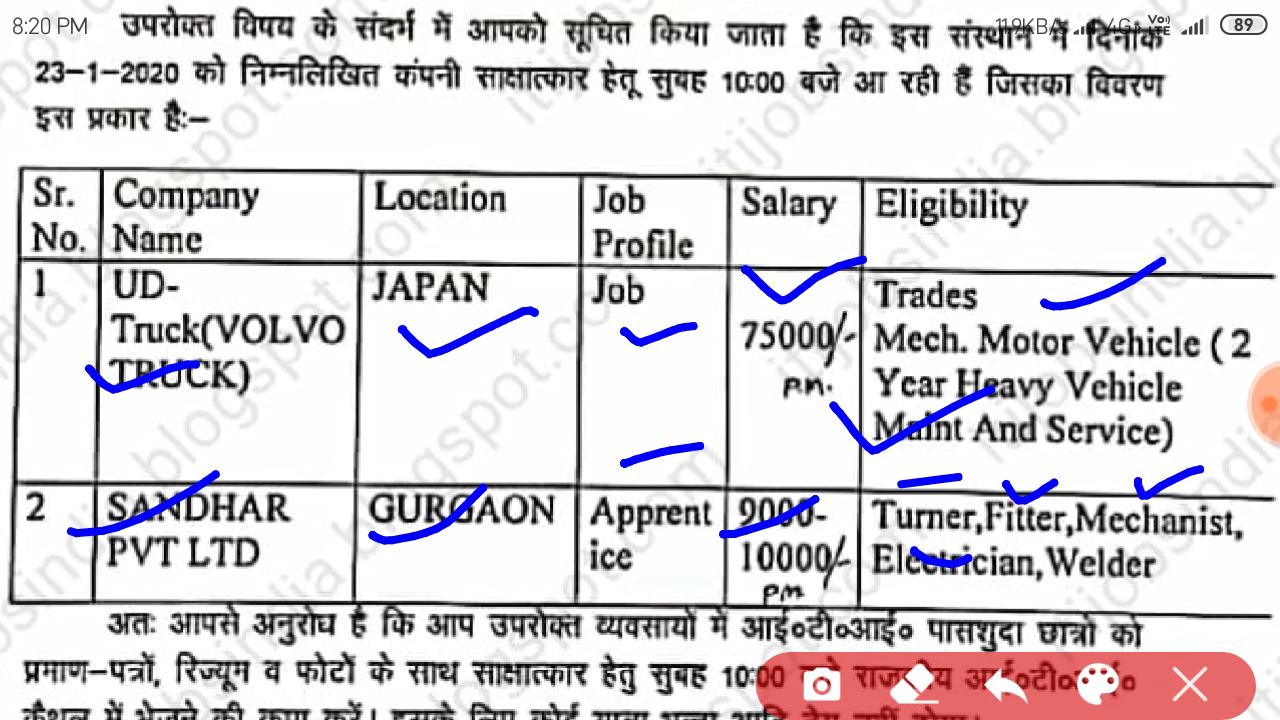 8:20 PM
89
उपरोक्त विषय के संदर्भ में आपको सूचित किया जाता है कि इस संस्थान में दिनांक
23-1-2020 को निम्नलिखित कंपनी साक्षात्कार हेतू सुबह 10:00 बजे आ रही हैं जिसका विवरण
इस प्रकार है:-
Sr. No. Company Name Location Job Profile Salary Eligibility
1 UD-Truck(VOLVO TRUCK) JAPAN Job 75000/- P.M. Trades Mech. Motor Vehicle ( 2 Year Heavy Vehicle Maint And Service)
2 SANDHAR PVT LTD GURGAON Apprentice 9000-10000/- PM Turner,Fitter,Mechanist, Electrician,Welder
अतः आपसे अनुरोध है कि आप उपरोक्त व्यवसायों में आई०टी०आई० पासशुदा छात्रों को
प्रमाण-पत्रों, रिज्यूम व फोटों के साथ साक्षात्कार हेतु सुबह 10:00